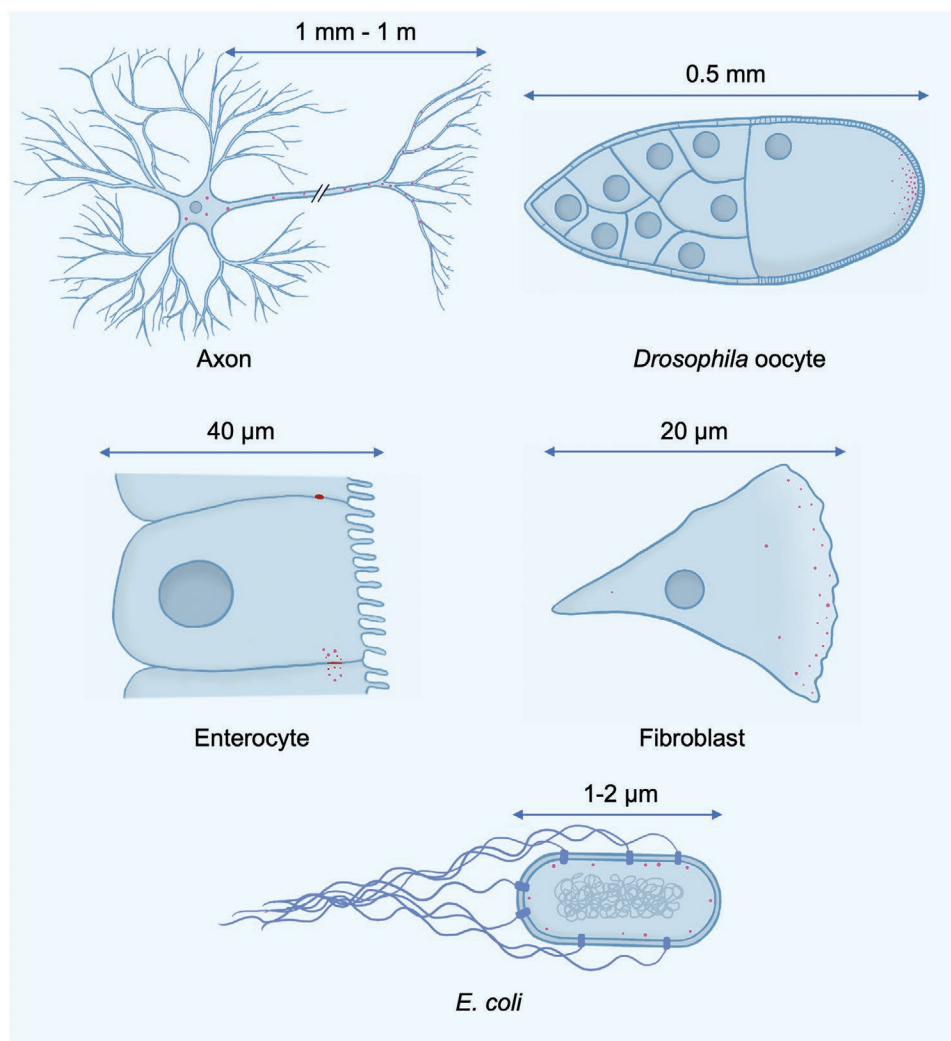 1 mm - 1 m
0.5 mm
Axon
Drosophila oocyte
40 µm
20 µm
Enterocyte
Fibroblast
1-2 µm
E. coli